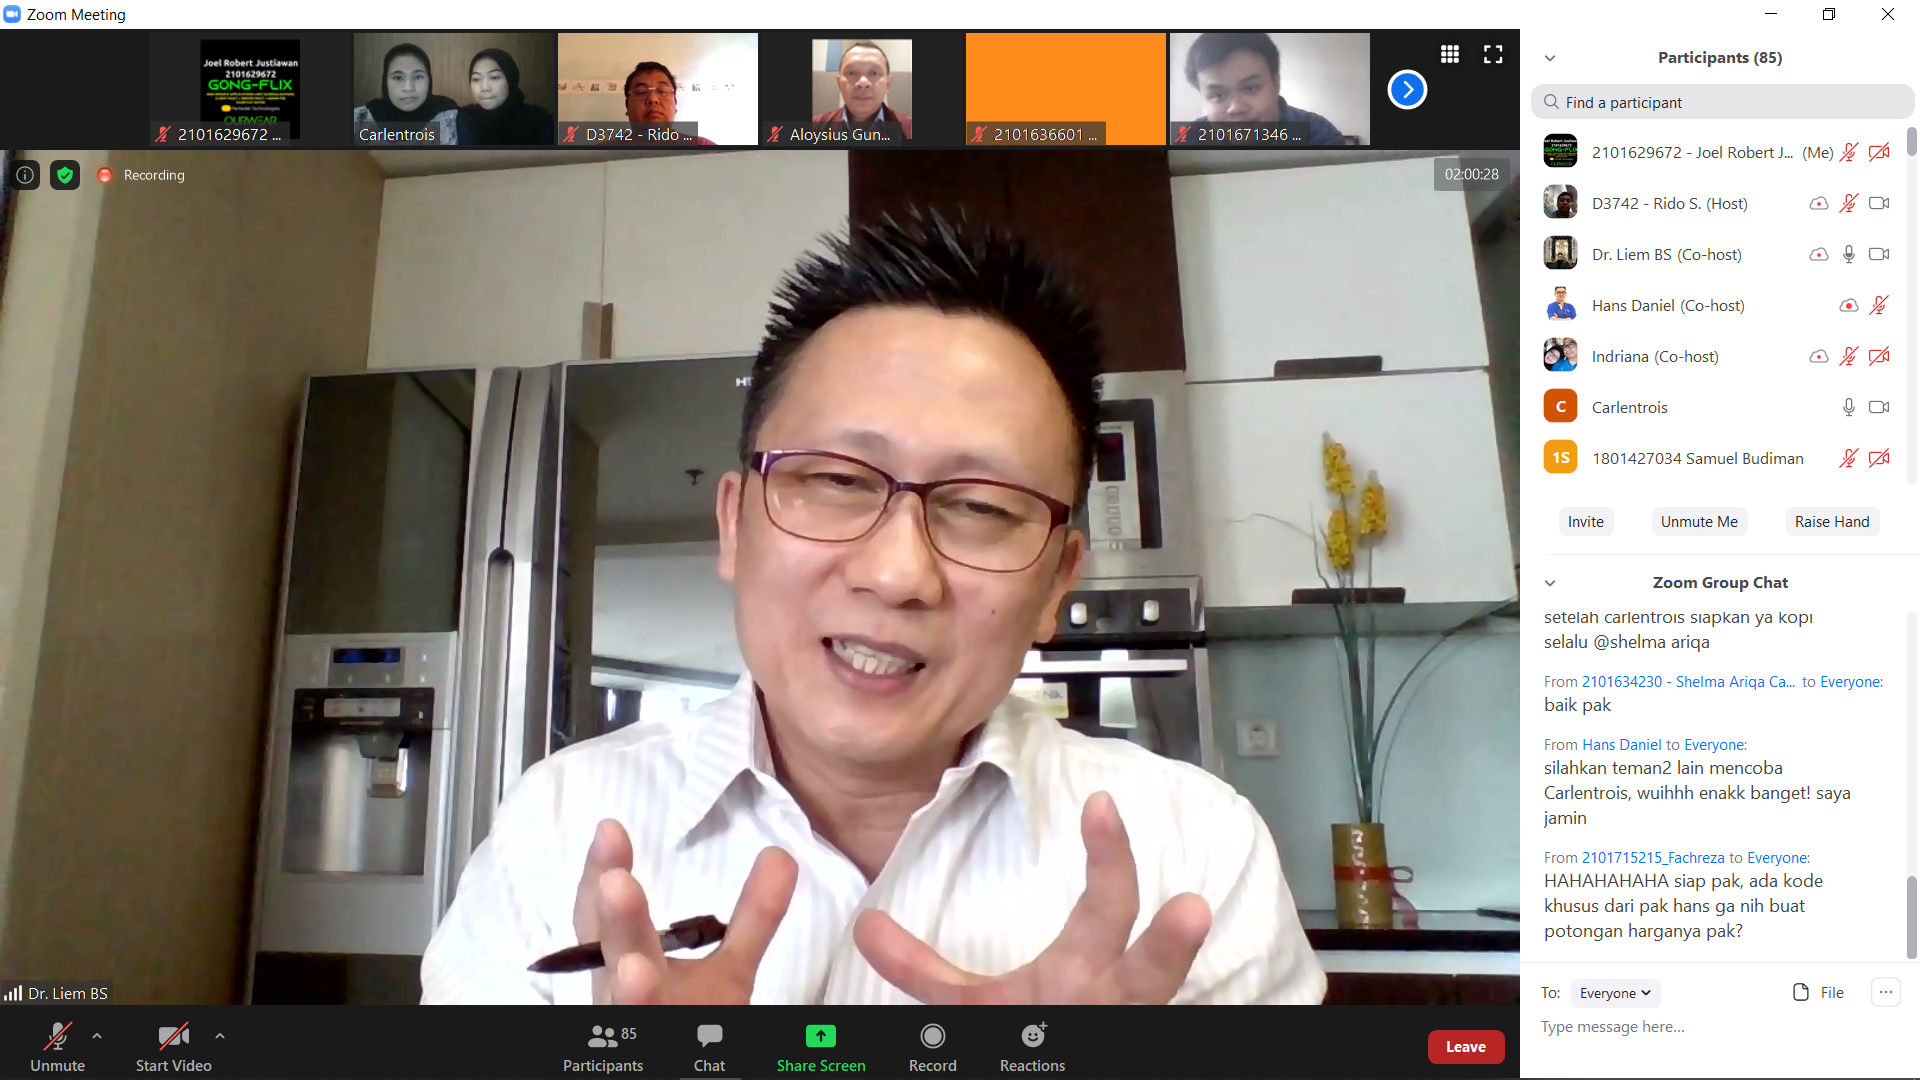 Zoom Meeting
Joel Robert Justiawan
2101629672
GONG-FLIX
OURWEAR
2101629672 ...
Carlentrois
D3742 - Rido ...
Aloysius Gun...
2101636601 ...
2101671346 ...
Recording
02:00:28
Dr. Liem BS
Participants (85)
Find a participant
2101629672 - Joel Robert J... (Me)
D3742 - Rido S. (Host)
Dr. Liem BS (Co-host)
Hans Daniel (Co-host)
Indriana (Co-host)
C Carlentrois
1S 1801427034 Samuel Budiman
Invite Unmute Me Raise Hand
Zoom Group Chat
setelah carlentrois siapkan ya kopi
selalu @shelma ariqa
From 2101634230 - Shelma Ariqa Ca... to Everyone:
baik pak
From Hans Daniel to Everyone:
silahkan teman2 lain mencoba
Carlentrois, wuihhh enakk banget! saya
jamin
From 2101715215_Fachreza to Everyone:
HAHAHAHAHA siap pak, ada kode
khusus dari pak hans ga nih buat
potongan harganya pak?
To: Everyone File ...
Type message here...
Unmute
Start Video
85
Participants
Chat
Share Screen
Record
Reactions
Leave